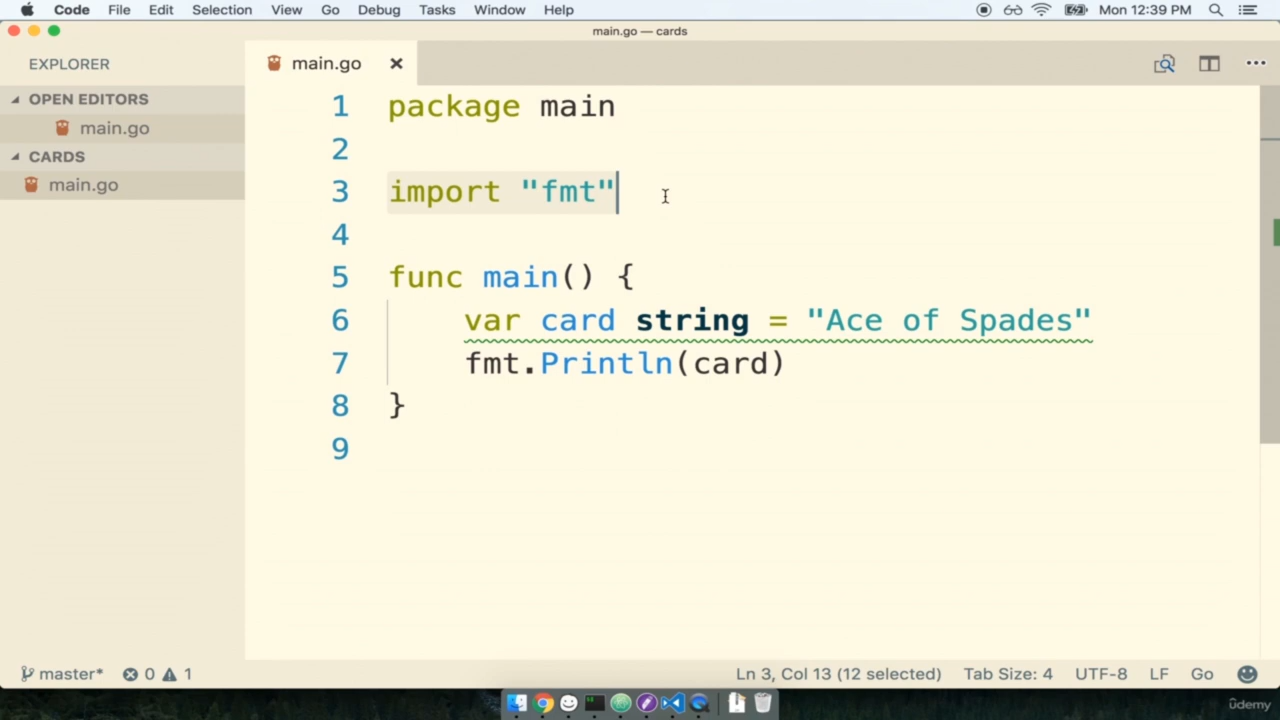 Code File Edit Selection View Go Debug Tasks Window Help Mon 12:39 PM
main.go — cards
EXPLORER
main.go
OPEN EDITORS
main.go
CARDS
main.go
1 package main
2
3 import "fmt"
4
5 func main() {
6 var card string = "Ace of Spades"
7 fmt.Println(card)
8 }
9
master* 0 1 Ln 3, Col 13 (12 selected) Tab Size: 4 UTF-8 LF Go
ûdemy